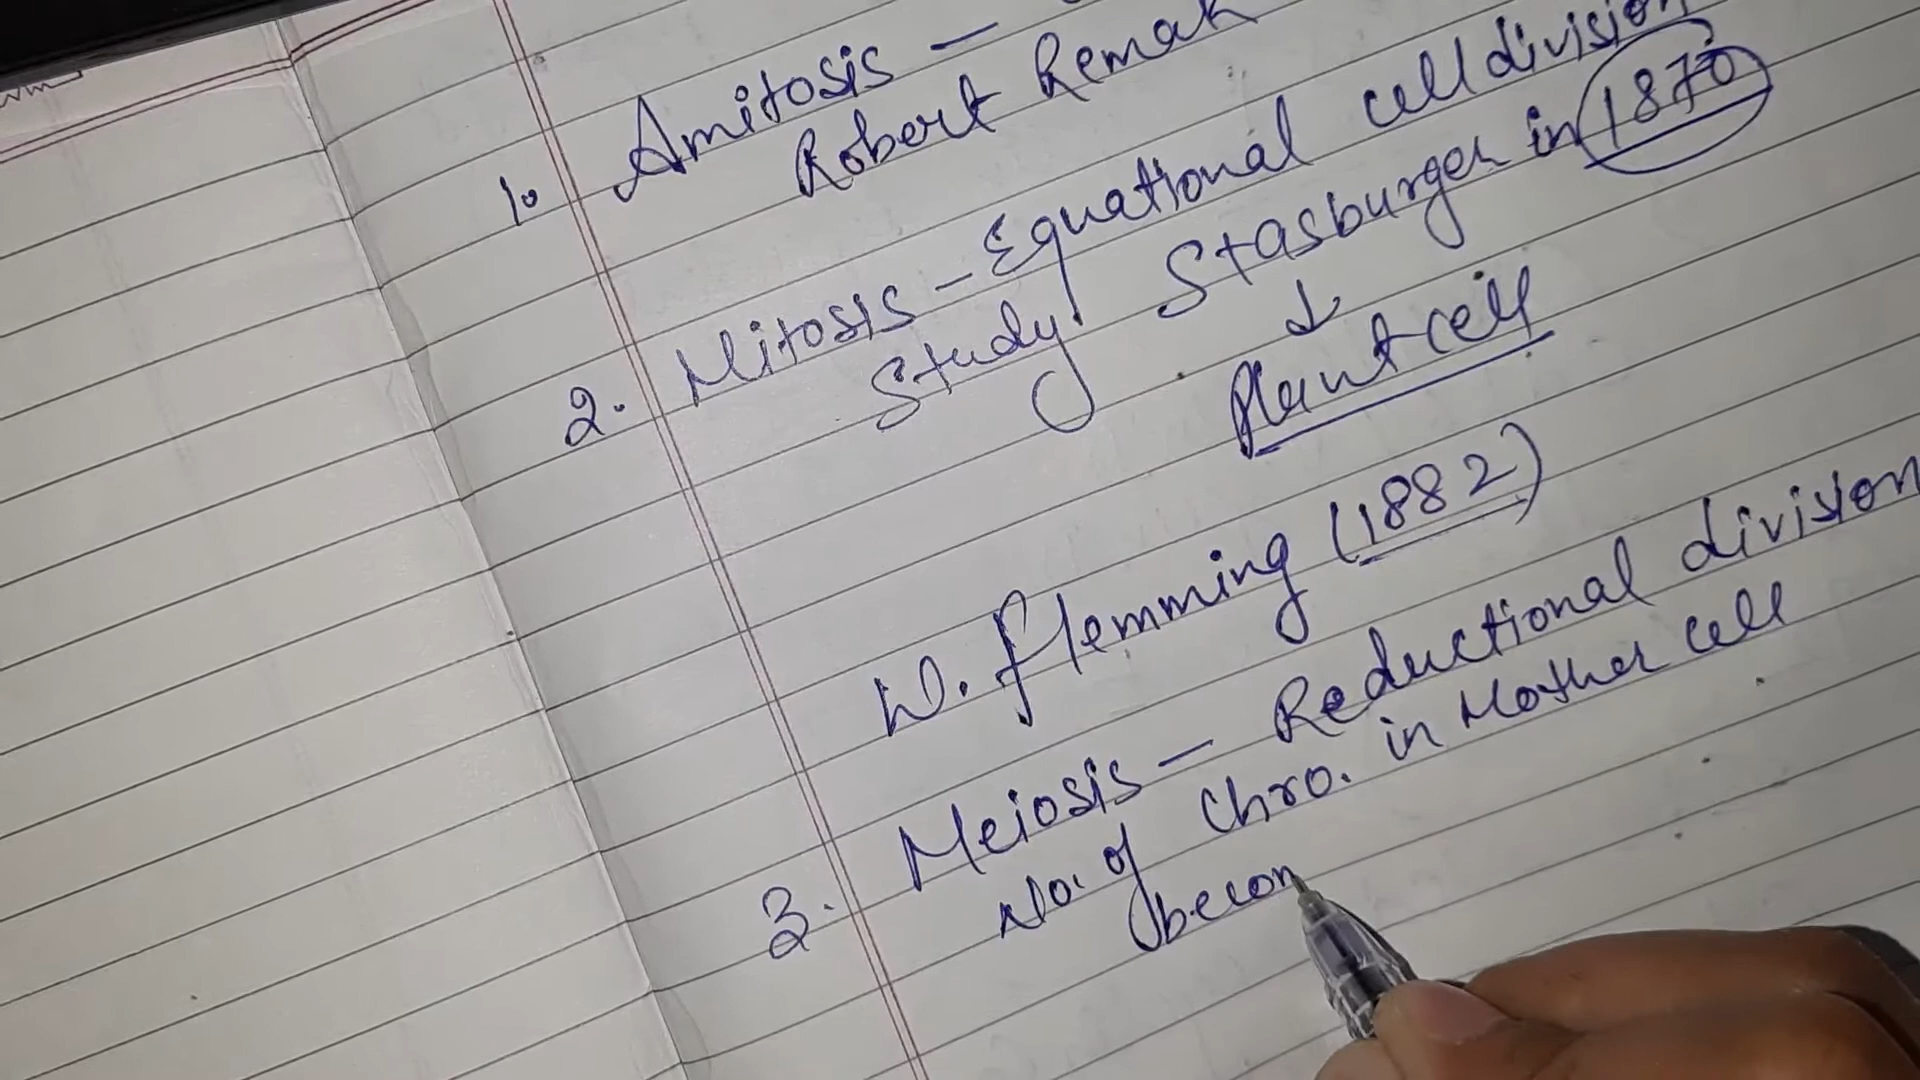 1. Amitosis –
Robert Remak
2. Mitosis – Equational cell division
Study Stasburger in 1870
Plant cell
W. Flemming (1882)
3. Meiosis – Reductional division
No. of Chro. in Mother cell
becom